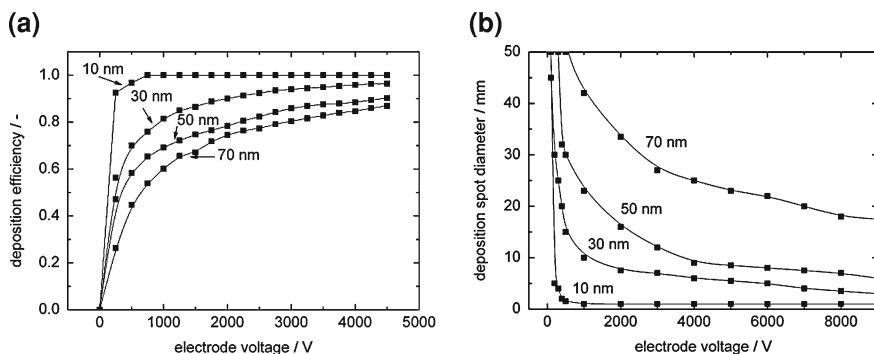 (a)
deposition efficiency / -
1.0
0.8
0.6
0.4
0.2
0.0
10 nm
30 nm
50 nm
70 nm
0 1000 2000 3000 4000 5000
electrode voltage / V
(b)
deposition spot diameter / mm
50
40
30
20
10
0
70 nm
50 nm
30 nm
10 nm
0 2000 4000 6000 8000
electrode voltage / V